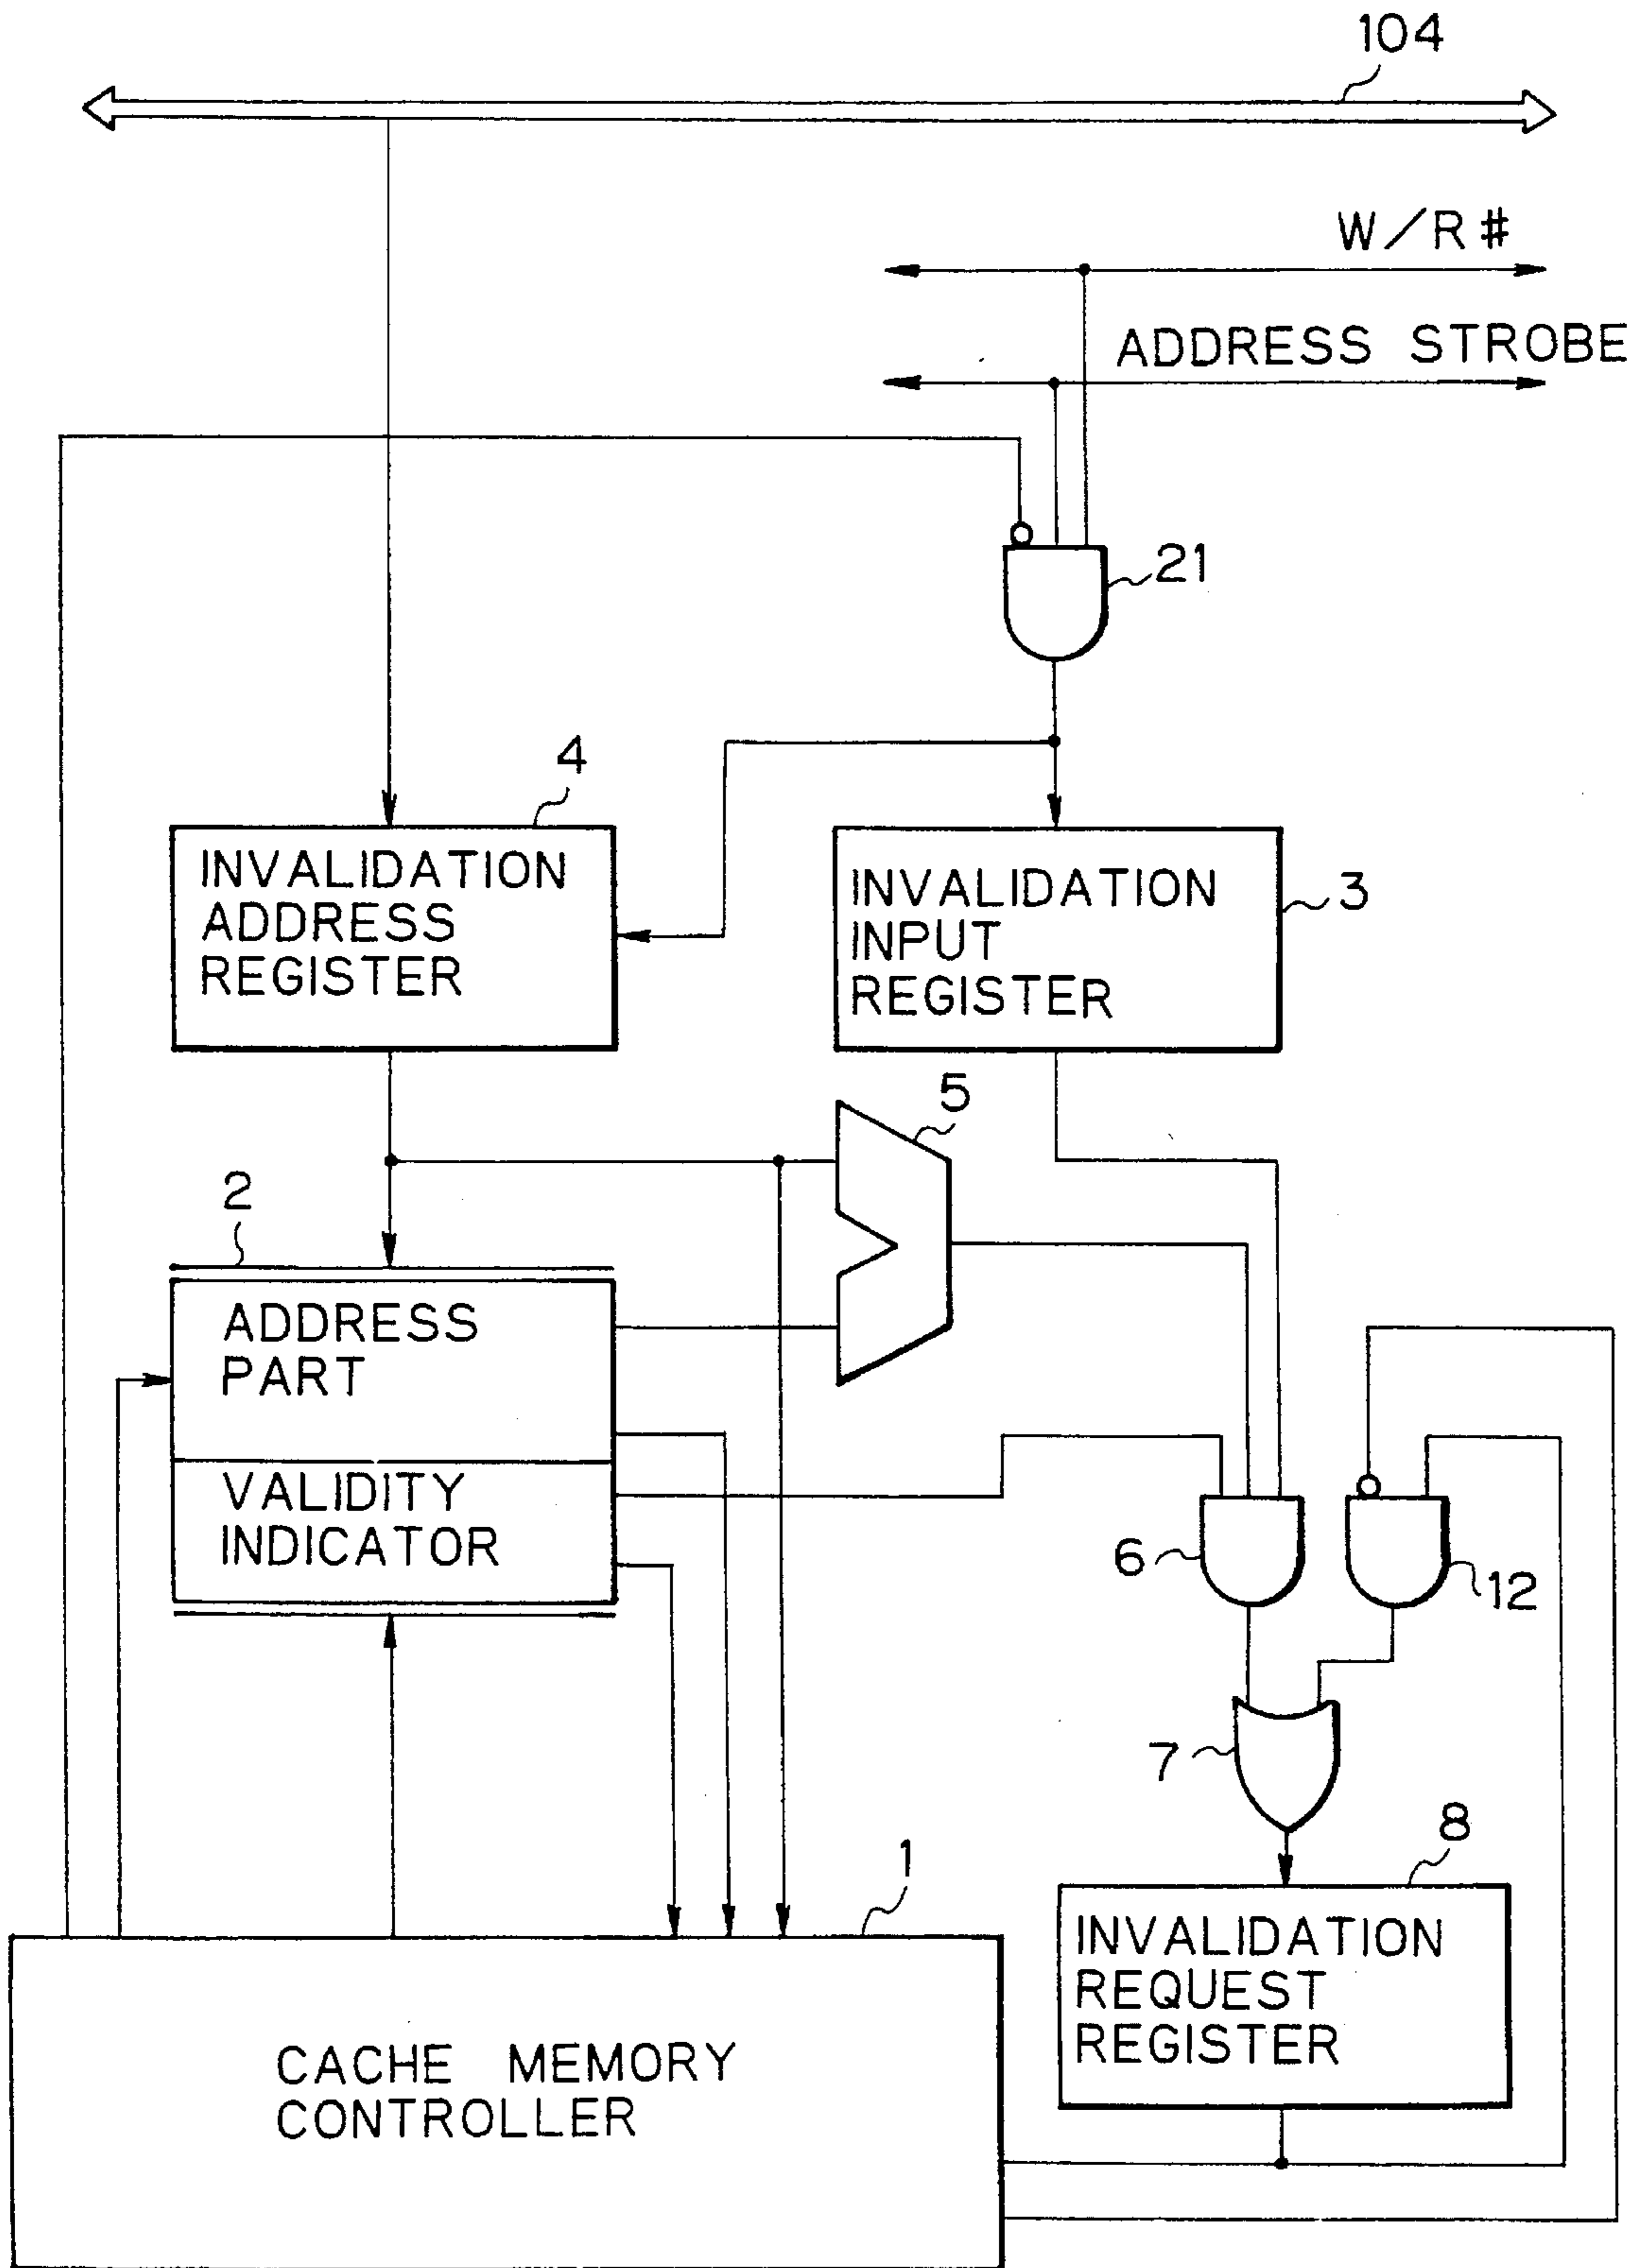 104
W/R#
ADDRESS STROBE
21
4
INVALIDATION
ADDRESS
REGISTER
INVALIDATION
INPUT
REGISTER
3
5
2
ADDRESS
PART
VALIDITY
INDICATOR
6
12
7
8
1
INVALIDATION
REQUEST
REGISTER
CACHE MEMORY
CONTROLLER